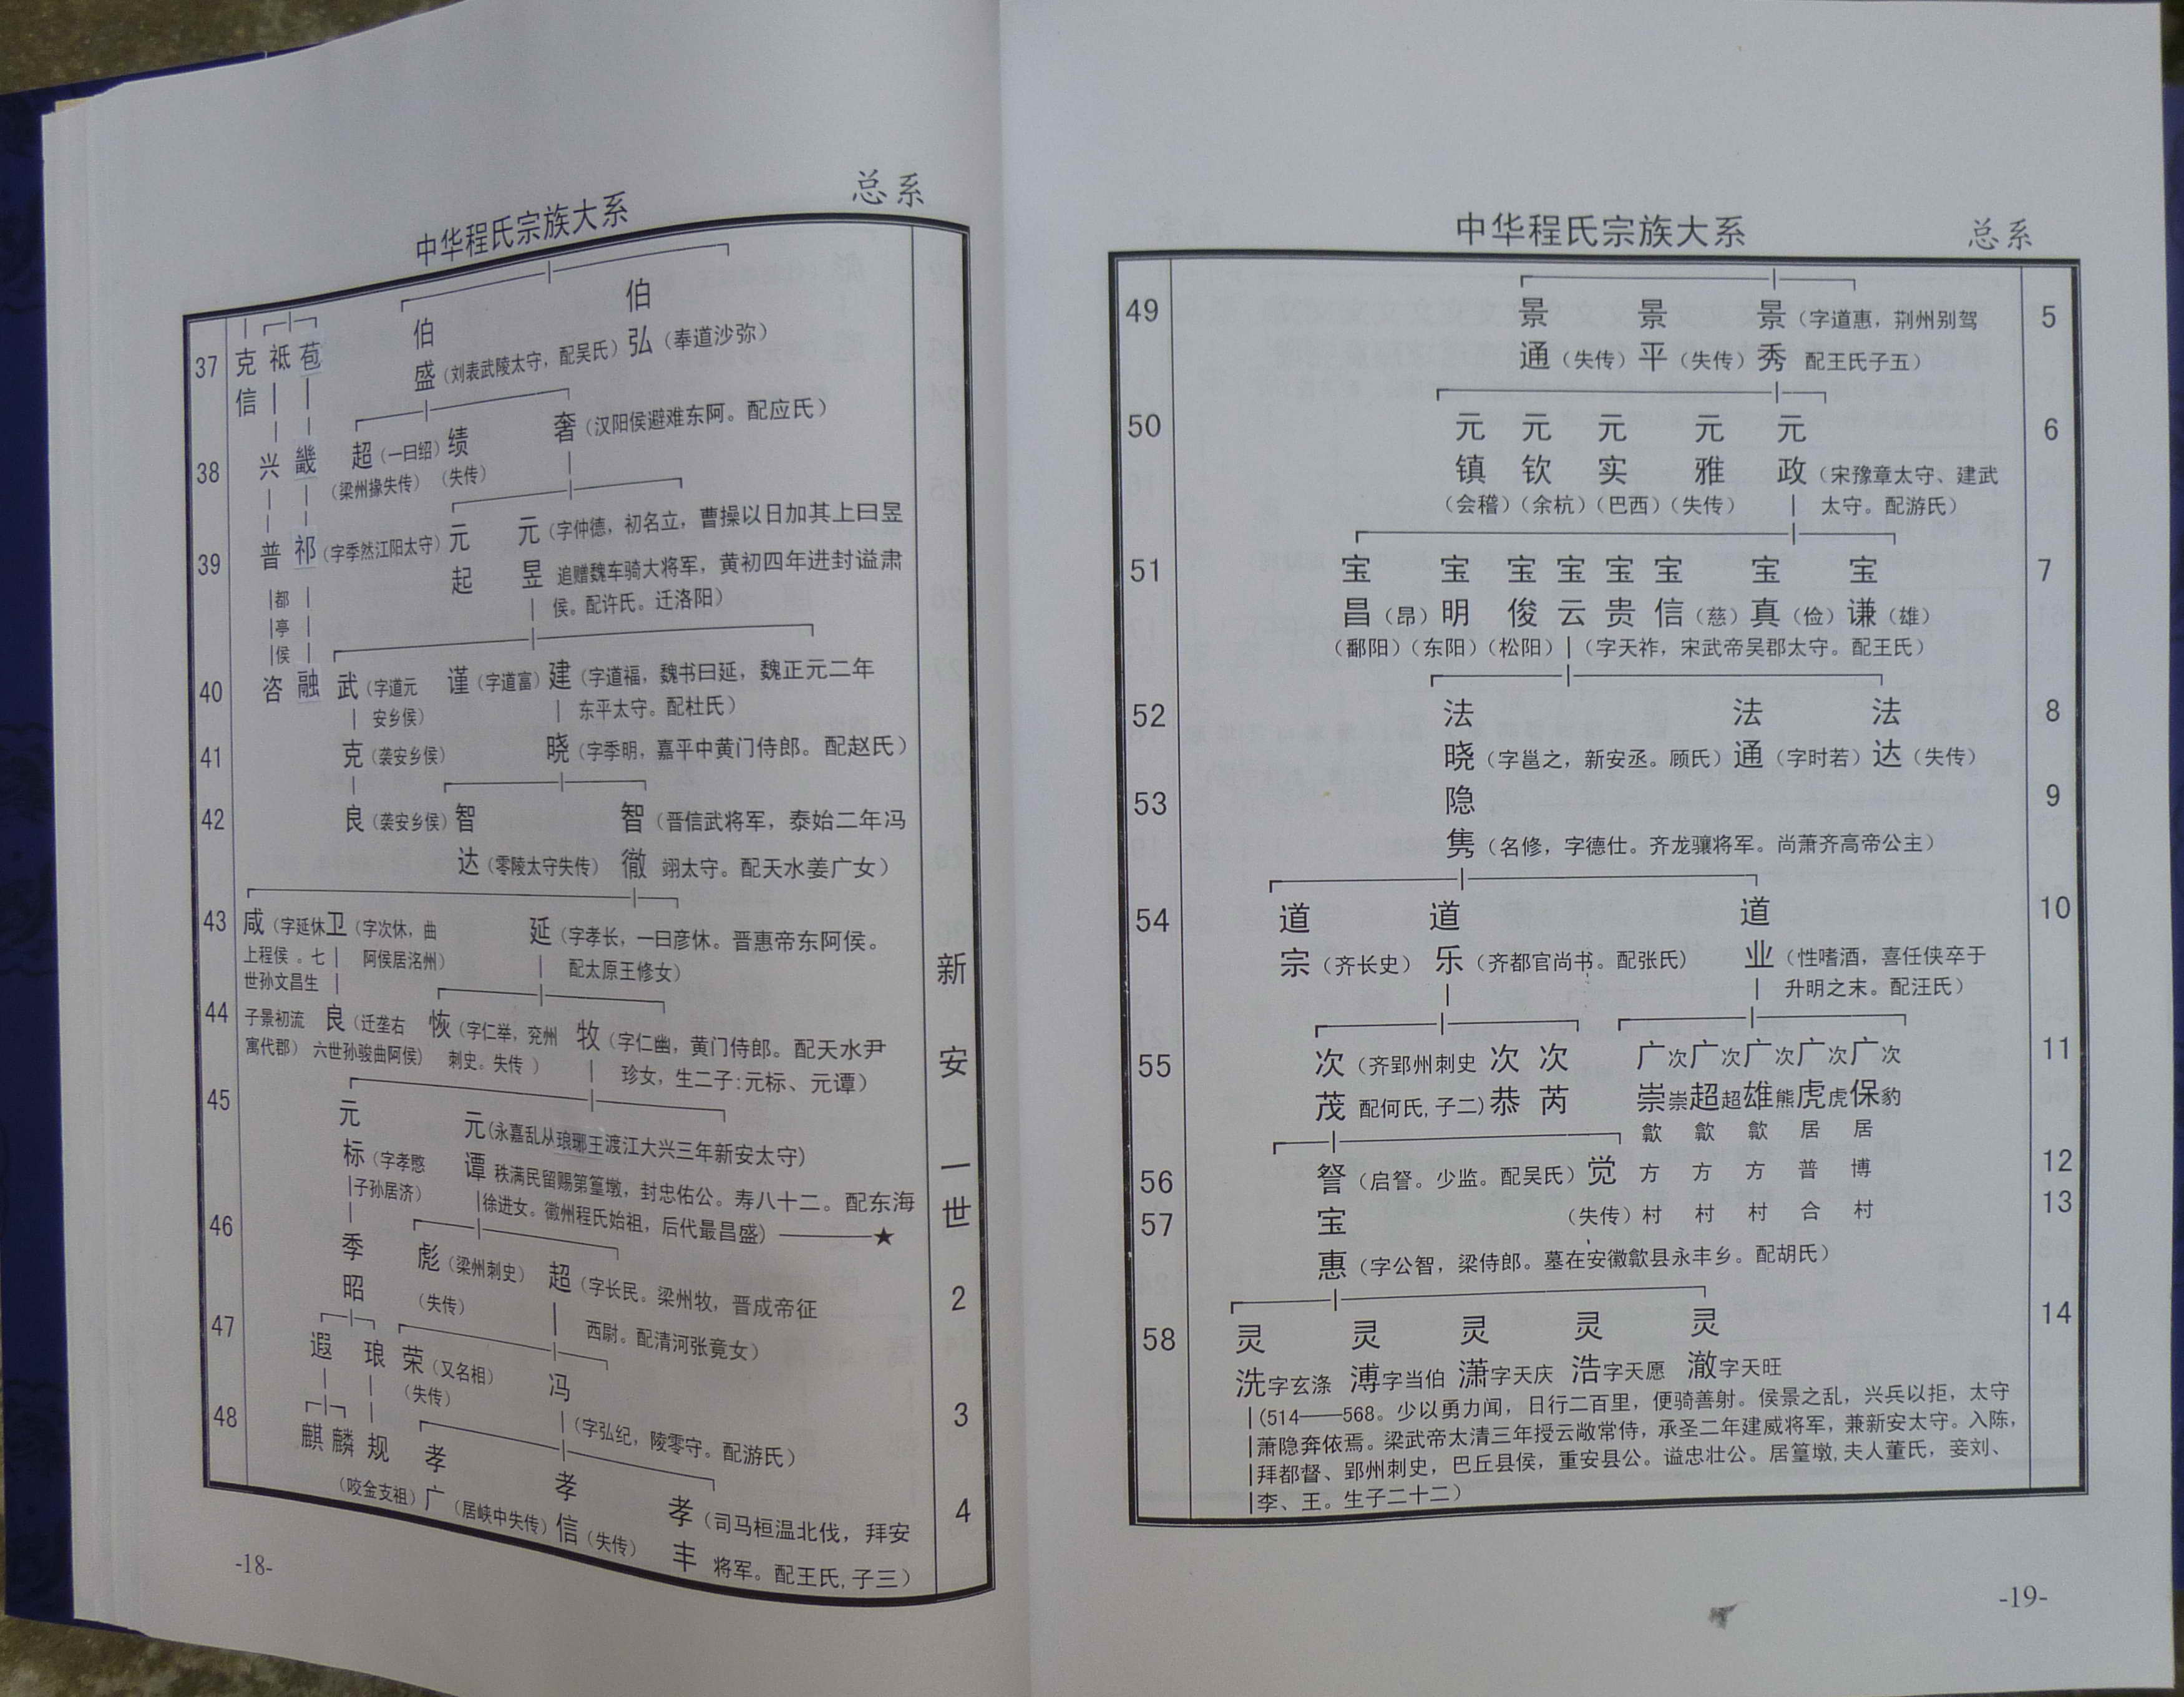 总系
中华程氏宗族大系
伯 伯
37 克 祗 苞 盛 (刘表武陵太守，配吴氏) 弘 (奉道沙弥)
信
奢 (汉阳侯避难东阿。配应氏)
38 兴 畿 超 (一曰绍) 绩
(梁州掾失传) (失传)
元 元 (字仲德，初名立，曹操以日加其上曰昱
39 普 祁 (字季然江阳太守) 起 昱 追赠魏车骑大将军，黄初四年进封谥肃
侯。配许氏。迁洛阳)
都
亭
侯
40 咨 融 武 (字道元 谨 (字道富) 建 (字道福，魏书曰延，魏正元二年
安乡侯) 东平太守。配杜氏)
41 克 (袭安乡侯) 晓 (字季明，嘉平中黄门侍郎。配赵氏)
42 良 (袭安乡侯) 智 智 (晋信武将军，泰始二年冯
达 (零陵太守失传) 徹 翊太守。配天水姜广女)
43 咸 (字延休 卫 (字次休，曲 延 (字孝长，一曰彦休。晋惠帝东阿侯。
上程侯 。七 阿侯居洺州) 配太原王修女)
世孙文昌生
44 子景初流 良 (迁垄右 恢 (字仁举，兖州 牧 (字仁幽，黄门侍郎。配天水尹
寓代郡) 六世孙骏曲阿侯) 刺史。失传 ) 珍女，生二子:元标、元谭)
45 元 元 (永嘉乱从琅琊王渡江大兴三年新安太守)
标 (字孝愍 谭 秩满民留赐第篁墩，封忠佑公。寿八十二。配东海
子孙居济) 徐进女。徽州程氏始祖，后代最昌盛) ——★
新
安
一
世
46 季 彪 (梁州刺史) 超 (字长民。梁州牧，晋成帝征 2
昭 (失传) 西尉。配清河张竟女)
47 遐 琅 荣 (又名相) 冯 3
(失传) (字弘纪，陵零守。配游氏)
48 麒 麟 规 孝 孝 孝 (司马桓温北伐，拜安 4
(咬金支祖) 广 (居峡中失传) 信 (失传) 丰 将军。配王氏,子三)
-18-
中华程氏宗族大系
总系
49 景 景 景 (字道惠，荆州别驾 5
通 (失传) 平 (失传) 秀 配王氏子五)
50 元 元 元 元 元 6
镇 钦 实 雅 政 (宋豫章太守、建武
(会稽) (余杭) (巴西) (失传) 太守。配游氏)
51 宝 宝 宝 宝 宝 宝 宝 宝 7
昌 (昂) 明 俊 云 贵 信 (慈) 真 (俭) 谦 (雄)
(鄱阳) (东阳) (松阳) (字天祚，宋武帝吴郡太守。配王氏)
52 法 法 法 8
晓 (字邕之，新安丞。顾氏) 通 (字时若) 达 (失传)
53 隐 9
隽 (名修，字德仕。齐龙骧将军。尚萧齐高帝公主)
54 道 道 道 10
宗 (齐长史) 乐 (齐都官尚书。配张氏) 业 (性嗜酒，喜任侠卒于
升明之末。配汪氏)
55 次 (齐郢州刺史 次 次 广次广次广次广次广次 11
茂 配何氏,子二) 恭 芮 崇崇超超雄熊虎虎保豹
歙 歙 歙 居 居
56 詧 (启詧。少监。配吴氏) 觉 方 方 方 普 博 12
57 宝 (失传) 村 村 村 合 村 13
惠 (字公智，梁侍郎。墓在安徽歙县永丰乡。配胡氏)
58 灵 灵 灵 灵 灵 14
洗字玄涤 溥字当伯 潇字天庆 浩字天愿 澈字天旺
(514——568。少以勇力闻，日行二百里，便骑善射。侯景之乱，兴兵以拒，太守
萧隐奔依焉。梁武帝太清三年授云敞常侍，承圣二年建威将军，兼新安太守。入陈，
拜都督、郢州刺史，巴丘县侯，重安县公。谥忠壮公。居篁墩,夫人董氏，妾刘、
李、王。生子二十二)
-19-